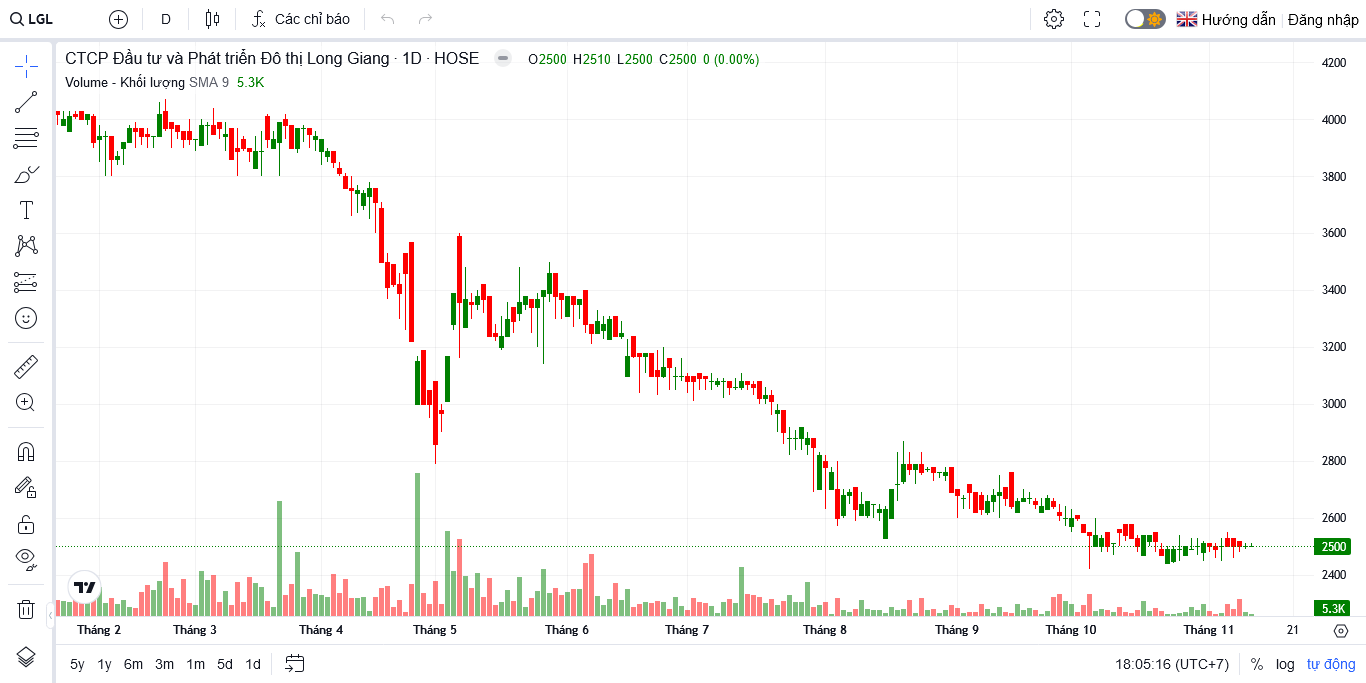 LGL D Các chỉ báo Hướng dẫn Đăng nhập
CTCP Đầu tư và Phát triển Đô thị Long Giang · 1D · HOSE O2500 H2510 L2500 C2500 0 (0.00%)
Volume - Khối lượng SMA 9 5.3K
4200
4000
3800
3600
3400
3200
3000
2800
2600
2500
2400
5.3K
Tháng 2 Tháng 3 Tháng 4 Tháng 5 Tháng 6 Tháng 7 Tháng 8 Tháng 9 Tháng 10 Tháng 11 21
5y 1y 6m 3m 1m 5d 1d 18:05:16 (UTC+7) % log tự động